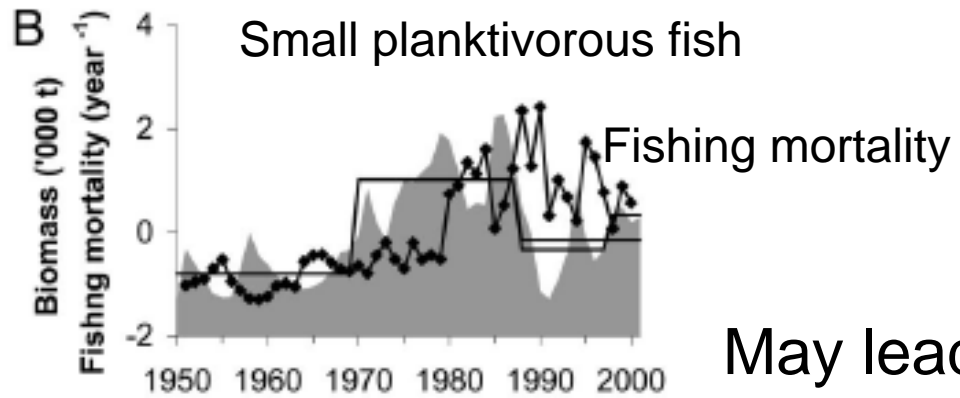 B
Small planktivorous fish
Biomass ('000 t)
Fishng mortality (year -1)
4
2
0
-2
Fishing mortality
1950 1960 1970 1980 1990 2000
May lea